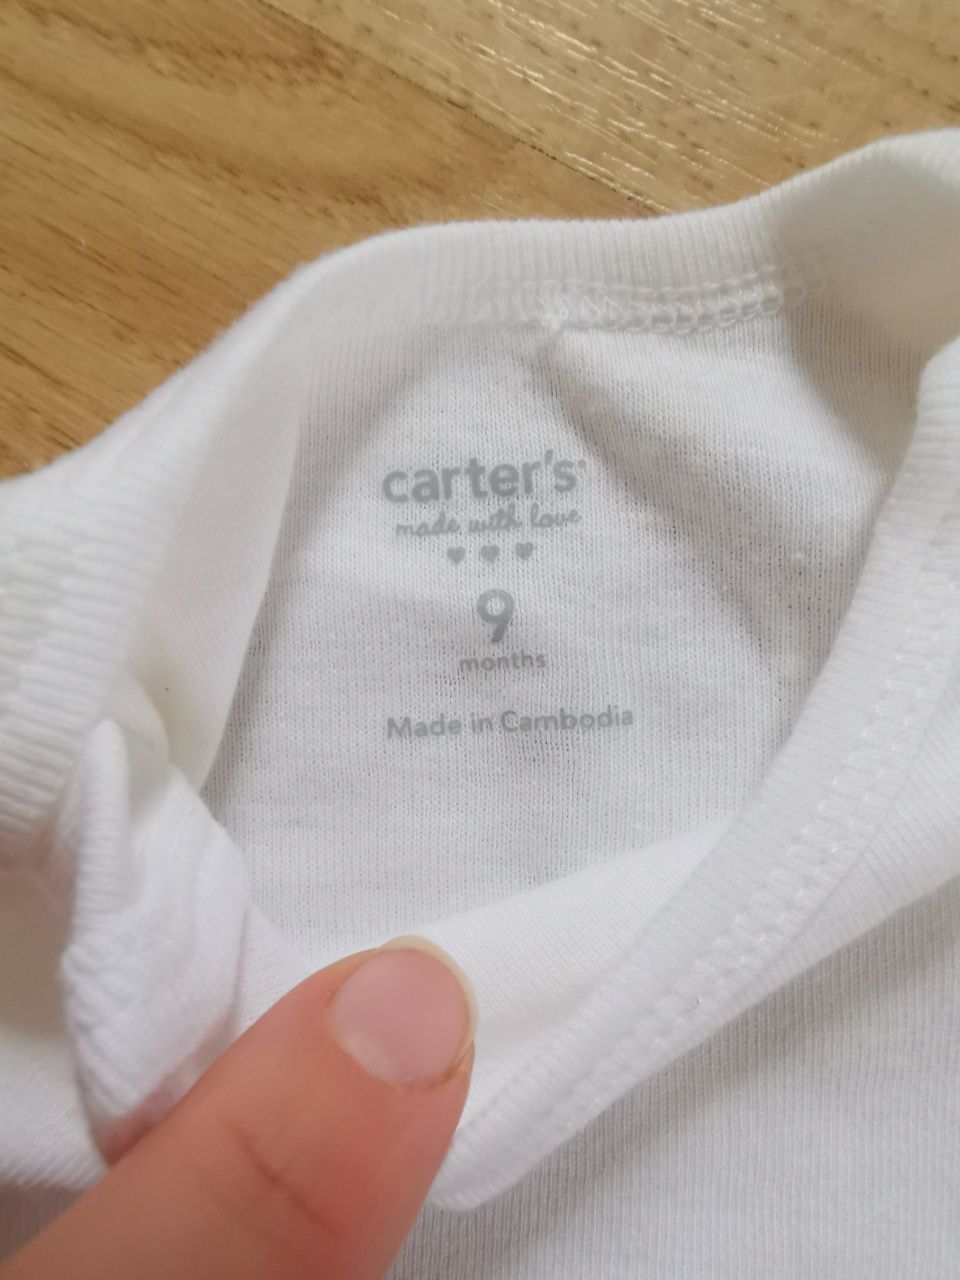 carter's
made with love
9
months
Made in Cambodia